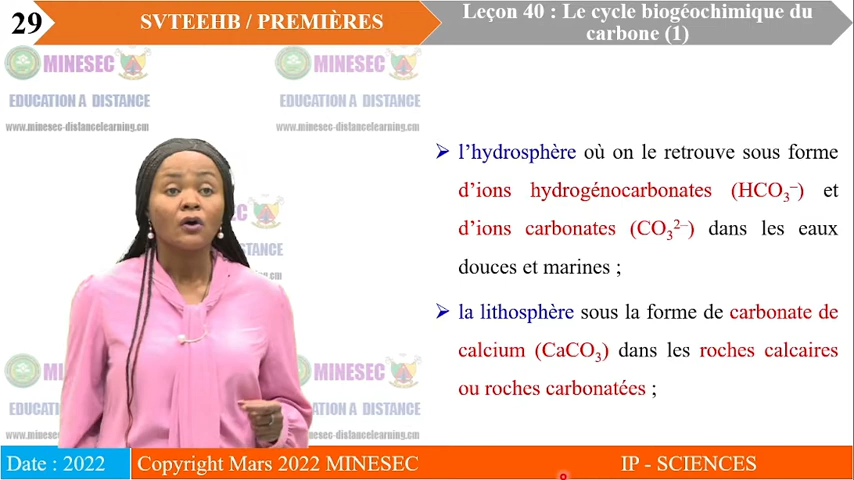 29
SVTEEHB / PREMIÈRES
Leçon 40 : Le cycle biogéochimique du
carbone (1)
MINESEC
EDUCATION A DISTANCE
www.minesec-distancelearning.cm
MINESEC
EDUCATION A DISTANCE
www.minesec-distancelearning.cm
➢ l'hydrosphère où on le retrouve sous forme
d'ions hydrogénocarbonates (HCO₃⁻) et
d'ions carbonates (CO₃²⁻) dans les eaux
douces et marines ;
➢ la lithosphère sous la forme de carbonate de
calcium (CaCO₃) dans les roches calcaires
ou roches carbonatées ;
MINESEC
Date : 2022
Copyright Mars 2022 MINESEC
8
IP - SCIENCES